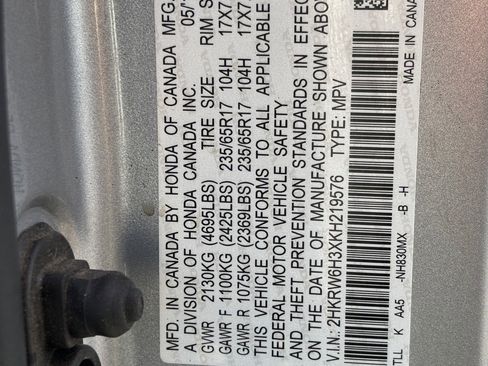 MFD. IN CANADA BY HONDA OF CANADA MFG.
A DIVISION OF HONDA CANADA INC. 05/
TIRE SIZE RIM S
GVWR 2130KG (4695LBS)
GAWR F 1100KG (2425LBS) 235/65R17 104H 17X7
GAWR R 1075KG (2369LBS) 235/65R17 104H 17X7
THIS VEHICLE CONFORMS TO ALL APPLICABLE
FEDERAL MOTOR VEHICLE SAFETY
AND THEFT PREVENTION STANDARDS IN EFFEC
ON THE DATE OF MANUFACTURE SHOWN ABOV
V.I.N.: 2HKRW6H3XKH219576 TYPE: MPV
TLL K AA5 -NH830MX -B -H MADE IN CANA